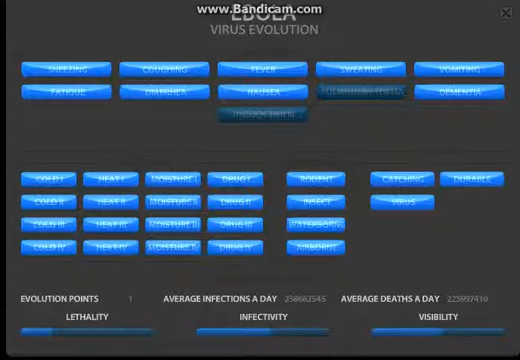 www.Bandicam.com
EBOLA
VIRUS EVOLUTION
SNEEZING COUGHING FEVER SWEATING VOMITING
FATIGUE DIARRHEA NAUSEA DEMENTIA
COLD I HEAT I MOISTURE I DRUG I RODENT CATCHING DURABLE
COLD II HEAT II MOISTURE II DRUG II INSECT VIRUS
COLD III HEAT III MOISTURE III DRUG III WATERBORNE
COLD IV HEAT IV MOISTURE IV DRUG IV AIRBORNE
EVOLUTION POINTS 1 AVERAGE INFECTIONS A DAY 258663545 AVERAGE DEATHS A DAY 223997410
LETHALITY INFECTIVITY VISIBILITY